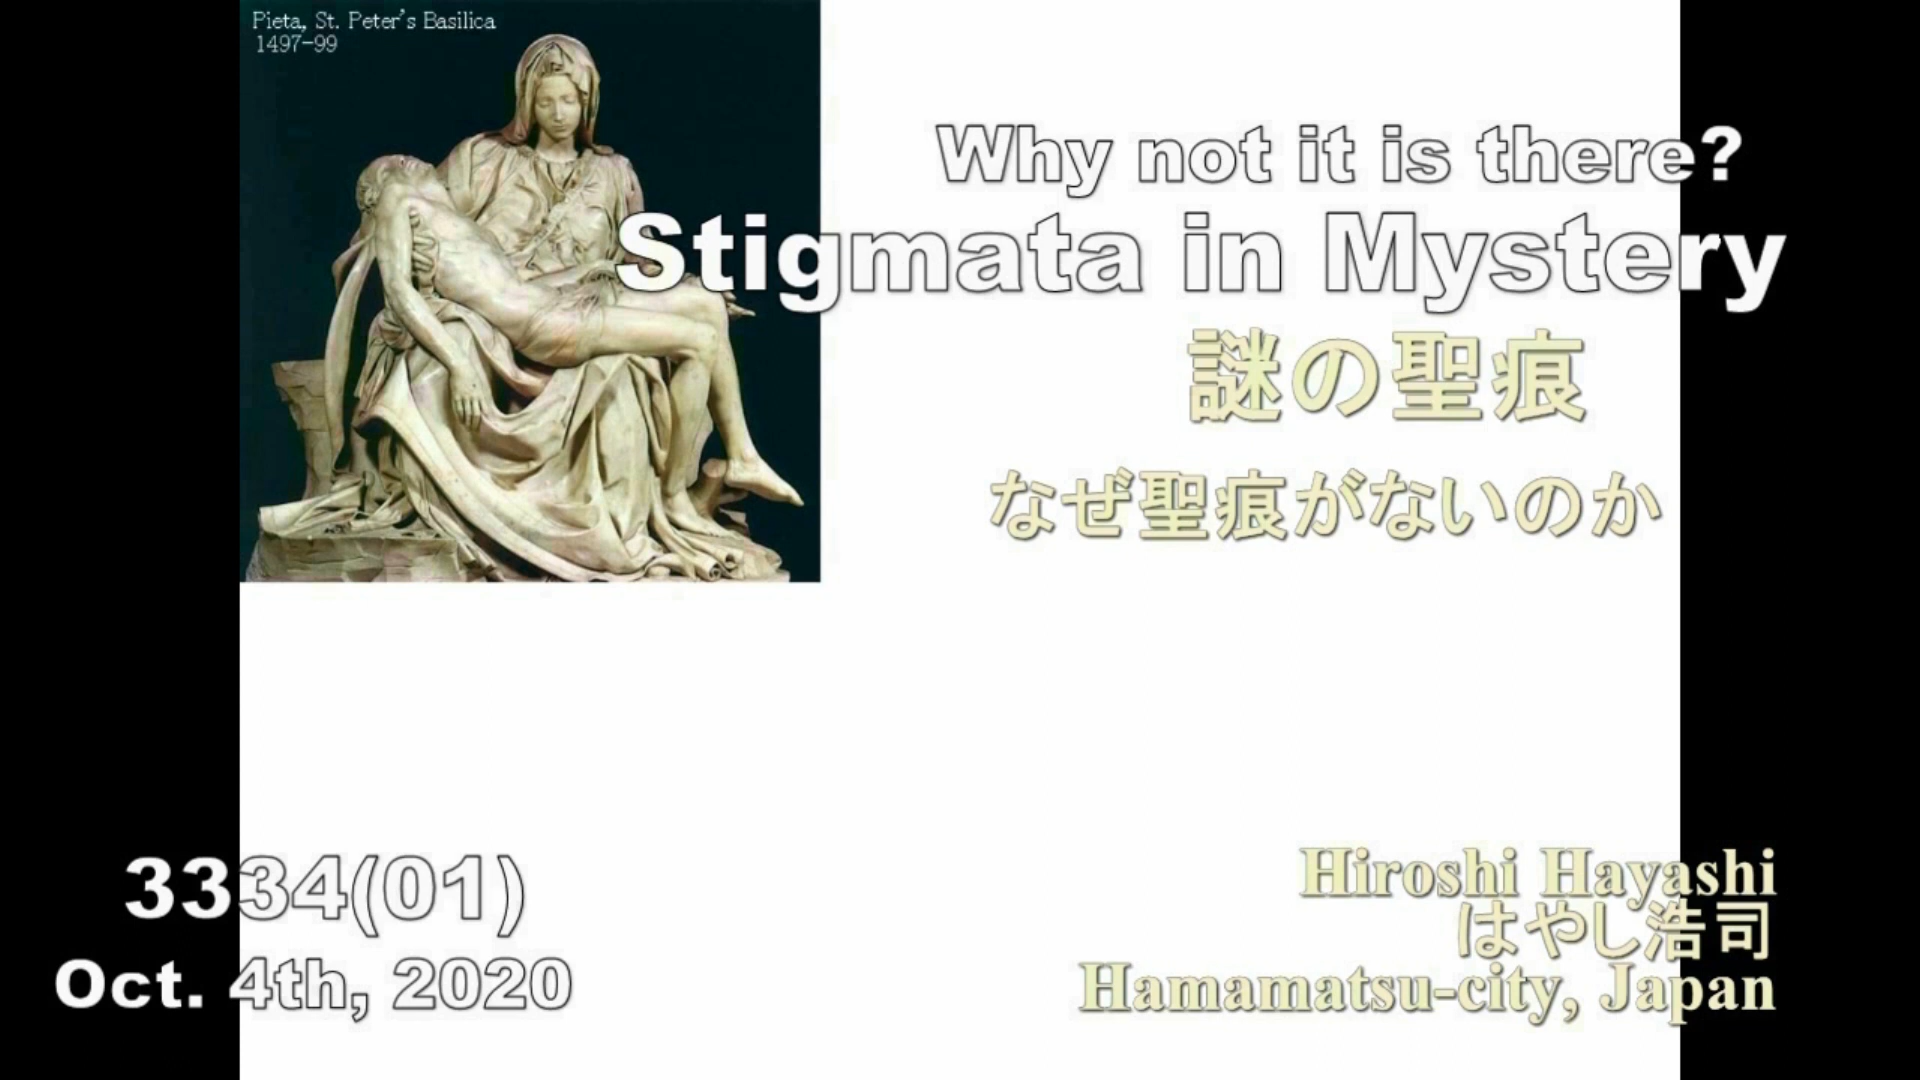 Pieta, St. Peter's Basilica
1497-99
Why not it is there?
Stigmata in Mystery
謎の聖痕
なぜ聖痕がないのか
3334(01)
Oct. 4th, 2020
Hiroshi Hayashi
はやし浩司
Hamamatsu-city, Japan